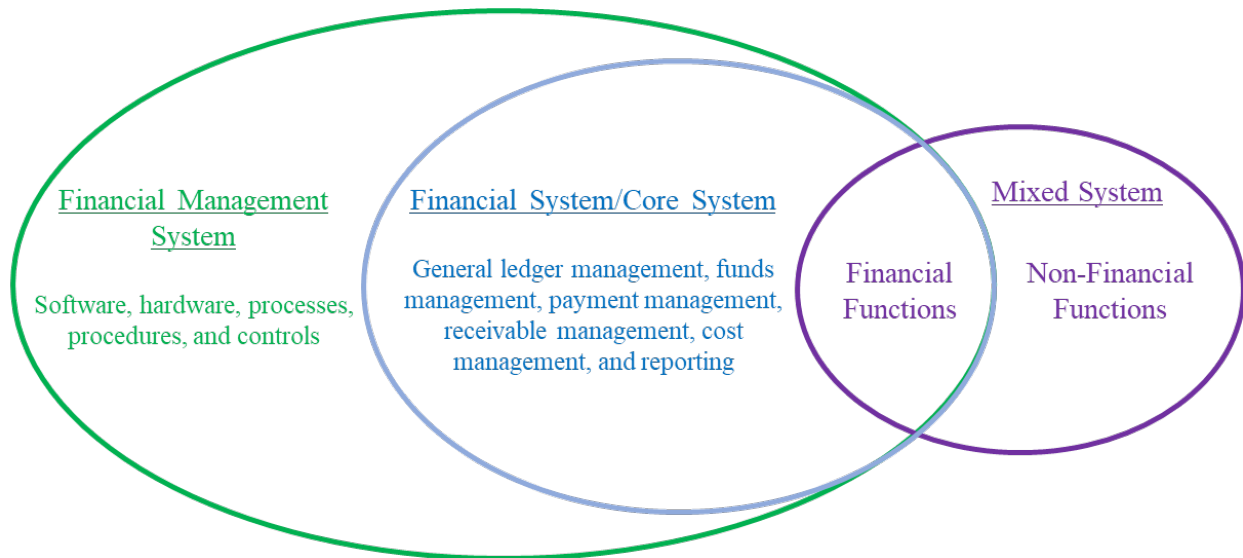 Financial Management
System
Software, hardware, processes,
procedures, and controls
Financial System/Core System
General ledger management, funds
management, payment management,
receivable management, cost
management, and reporting
Mixed System
Financial
Functions
Non-Financial
Functions